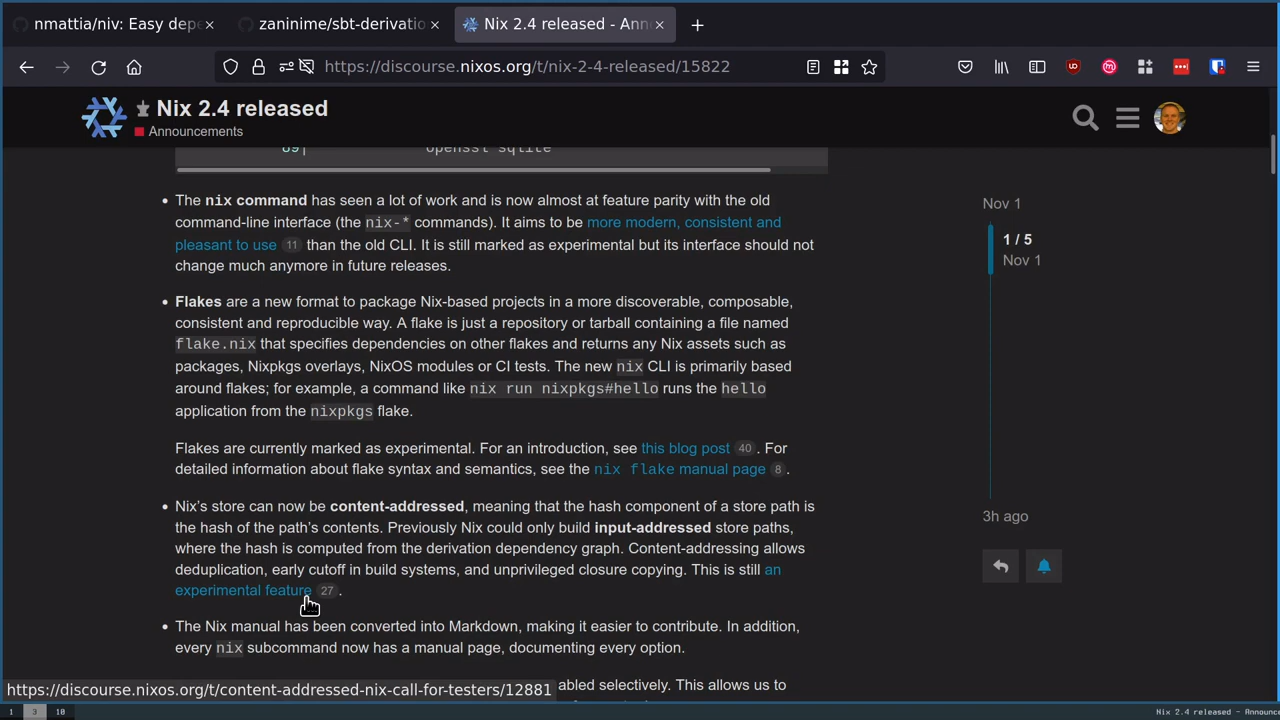 nmattia/niv: Easy depe
zaninime/sbt-derivatio
Nix 2.4 released - Anno
https://discourse.nixos.org/t/nix-2-4-released/15822
Nix 2.4 released
Announcements
89|    openssl sqlite
The nix command has seen a lot of work and is now almost at feature parity with the old
command-line interface (the nix-* commands). It aims to be more modern, consistent and
pleasant to use 11 than the old CLI. It is still marked as experimental but its interface should not
change much anymore in future releases.
Flakes are a new format to package Nix-based projects in a more discoverable, composable,
consistent and reproducible way. A flake is just a repository or tarball containing a file named
flake.nix that specifies dependencies on other flakes and returns any Nix assets such as
packages, Nixpkgs overlays, NixOS modules or CI tests. The new nix CLI is primarily based
around flakes; for example, a command like nix run nixpkgs#hello runs the hello
application from the nixpkgs flake.
Flakes are currently marked as experimental. For an introduction, see this blog post 40 . For
detailed information about flake syntax and semantics, see the nix flake manual page 8 .
Nix's store can now be content-addressed, meaning that the hash component of a store path is
the hash of the path's contents. Previously Nix could only build input-addressed store paths,
where the hash is computed from the derivation dependency graph. Content-addressing allows
deduplication, early cutoff in build systems, and unprivileged closure copying. This is still an
experimental feature 27 .
The Nix manual has been converted into Markdown, making it easier to contribute. In addition,
every nix subcommand now has a manual page, documenting every option.
abled selectively. This allows us to
Nov 1
1 / 5
Nov 1
3h ago
https://discourse.nixos.org/t/content-addressed-nix-call-for-testers/12881
1 3 10
Nix 2.4 released - Announc